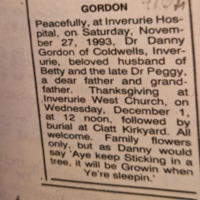 GORDON
Peacefully, at Inverurie Hos-
pital, on Saturday, Novem-
ber 27, 1993, Dr Danny
Gordon of Coldwells, Inver-
urie, beloved husband of
Betty and the late Dr Peggy,
a dear father and grand-
father. Thanksgiving at
Inverurie West Church, on
Wednesday, December 1,
at 12 noon, followed by
burial at Clatt Kirkyard. All
welcome. Family flowers
only, but as Danny would
say 'Aye keep Sticking in a
tree, it will be Growin when
Ye're sleepin.'